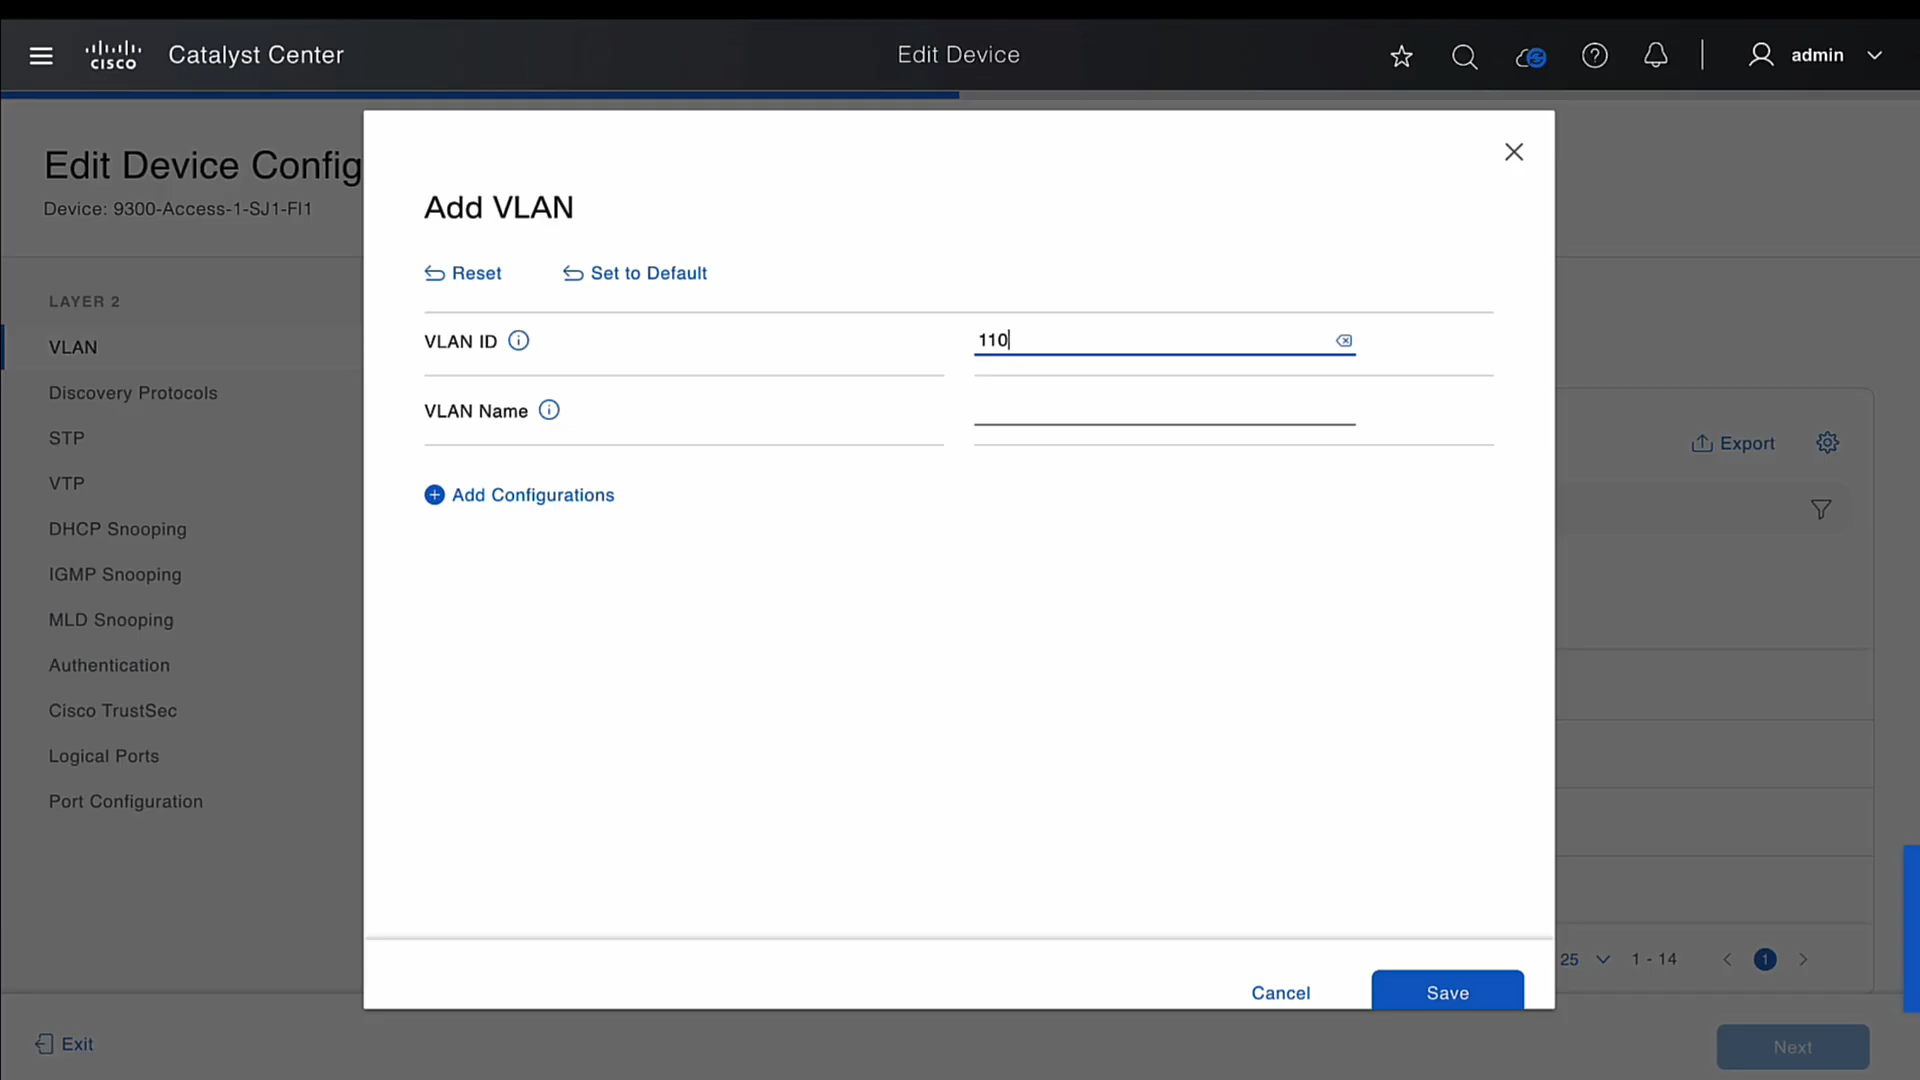 cisco
Catalyst Center
Edit Device
admin
Edit Device Config
Device: 9300-Access-1-SJ1-Fl1
LAYER 2
VLAN
Discovery Protocols
STP
VTP
DHCP Snooping
IGMP Snooping
MLD Snooping
Authentication
Cisco TrustSec
Logical Ports
Port Configuration
Add VLAN
Reset
Set to Default
VLAN ID
110
VLAN Name
Add Configurations
Cancel
Save
Export
25
1 - 14
1
Exit
Next